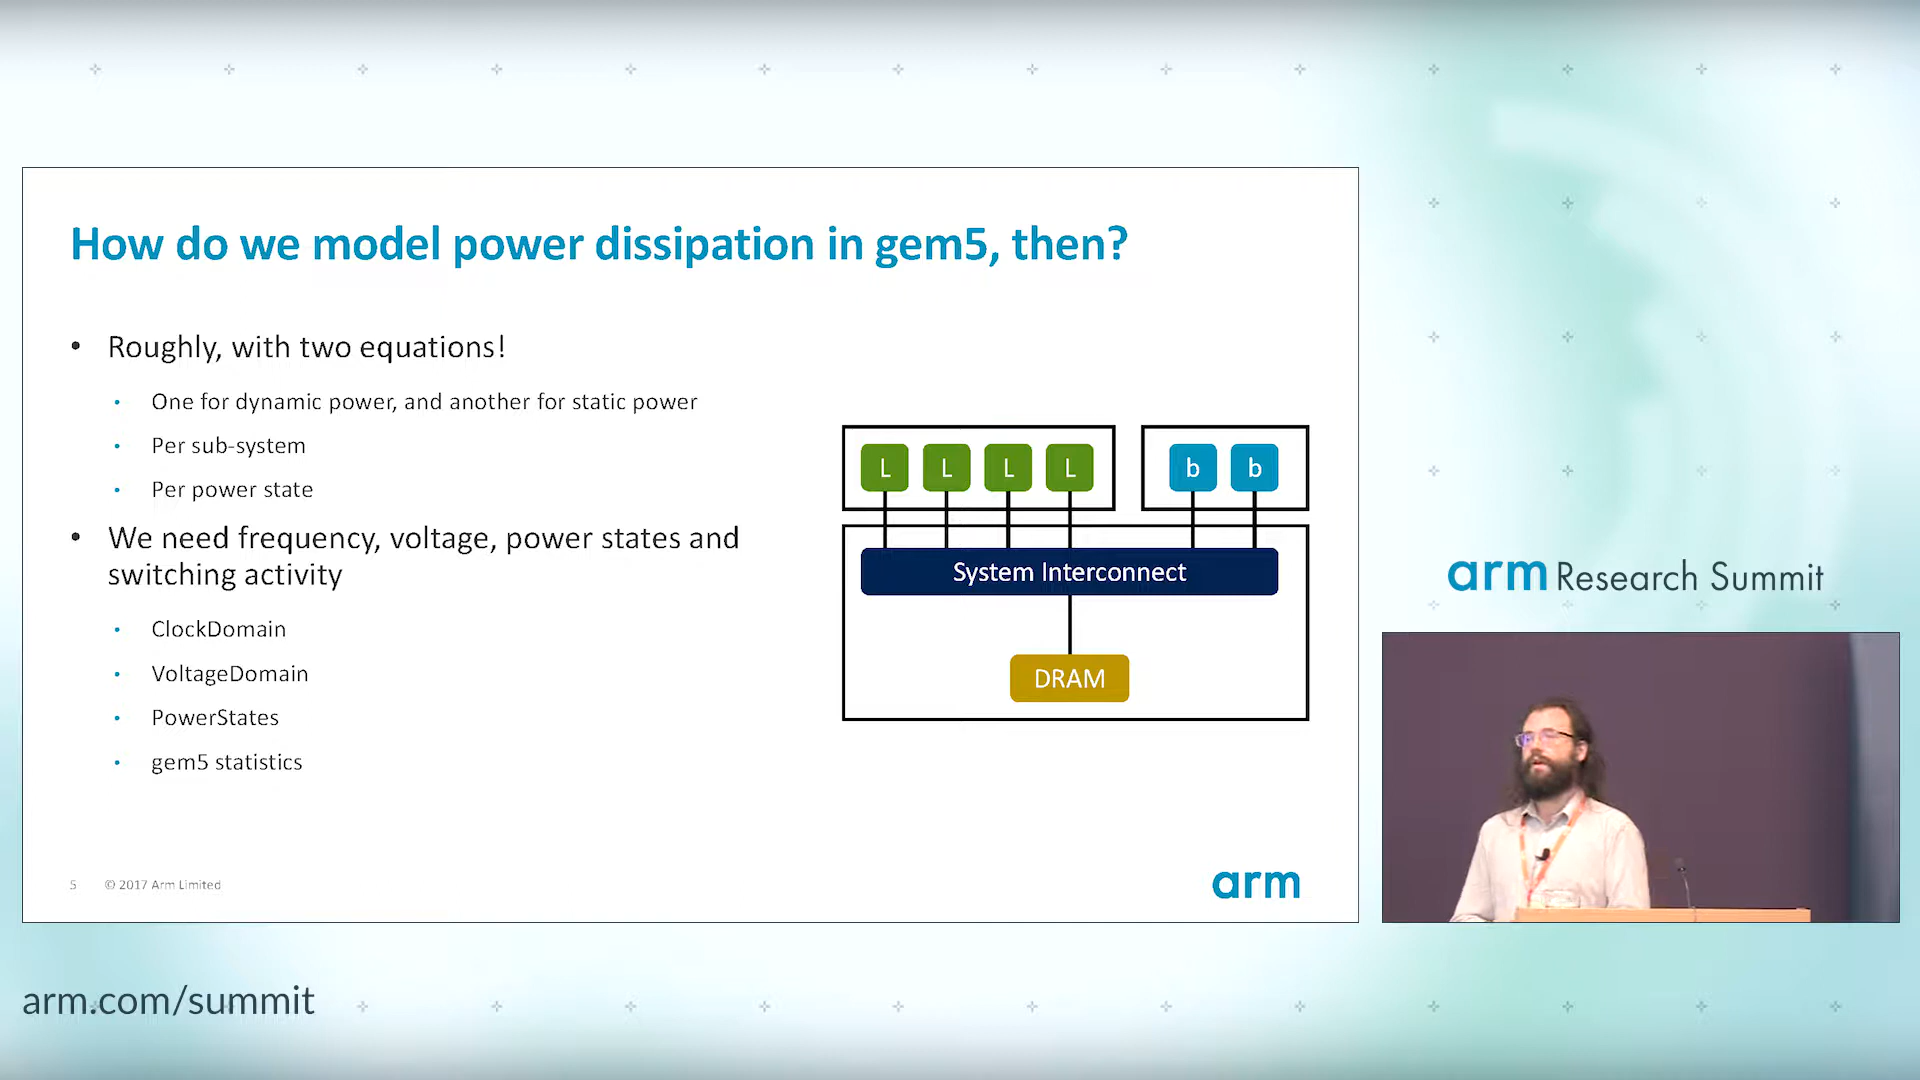 How do we model power dissipation in gem5, then?
• Roughly, with two equations!
• One for dynamic power, and another for static power
• Per sub-system
• Per power state
• We need frequency, voltage, power states and
switching activity
• ClockDomain
• VoltageDomain
• PowerStates
• gem5 statistics
L L L L b b
System Interconnect
DRAM
5 © 2017 Arm Limited
arm
arm Research Summit
arm.com/summit